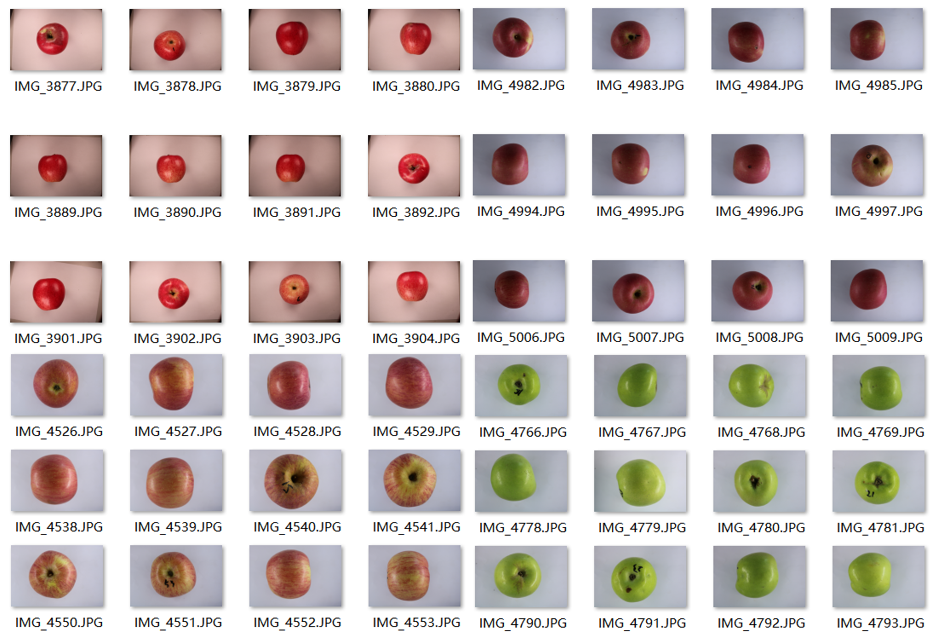 IMG_3877.JPG IMG_3878.JPG IMG_3879.JPG IMG_3880.JPG IMG_4982.JPG IMG_4983.JPG IMG_4984.JPG IMG_4985.JPG
IMG_3889.JPG IMG_3890.JPG IMG_3891.JPG IMG_3892.JPG IMG_4994.JPG IMG_4995.JPG IMG_4996.JPG IMG_4997.JPG
IMG_3901.JPG IMG_3902.JPG IMG_3903.JPG IMG_3904.JPG IMG_5006.JPG IMG_5007.JPG IMG_5008.JPG IMG_5009.JPG
IMG_4526.JPG IMG_4527.JPG IMG_4528.JPG IMG_4529.JPG IMG_4766.JPG IMG_4767.JPG IMG_4768.JPG IMG_4769.JPG
IMG_4538.JPG IMG_4539.JPG IMG_4540.JPG IMG_4541.JPG IMG_4778.JPG IMG_4779.JPG IMG_4780.JPG IMG_4781.JPG
IMG_4550.JPG IMG_4551.JPG IMG_4552.JPG IMG_4553.JPG IMG_4790.JPG IMG_4791.JPG IMG_4792.JPG IMG_4793.JPG